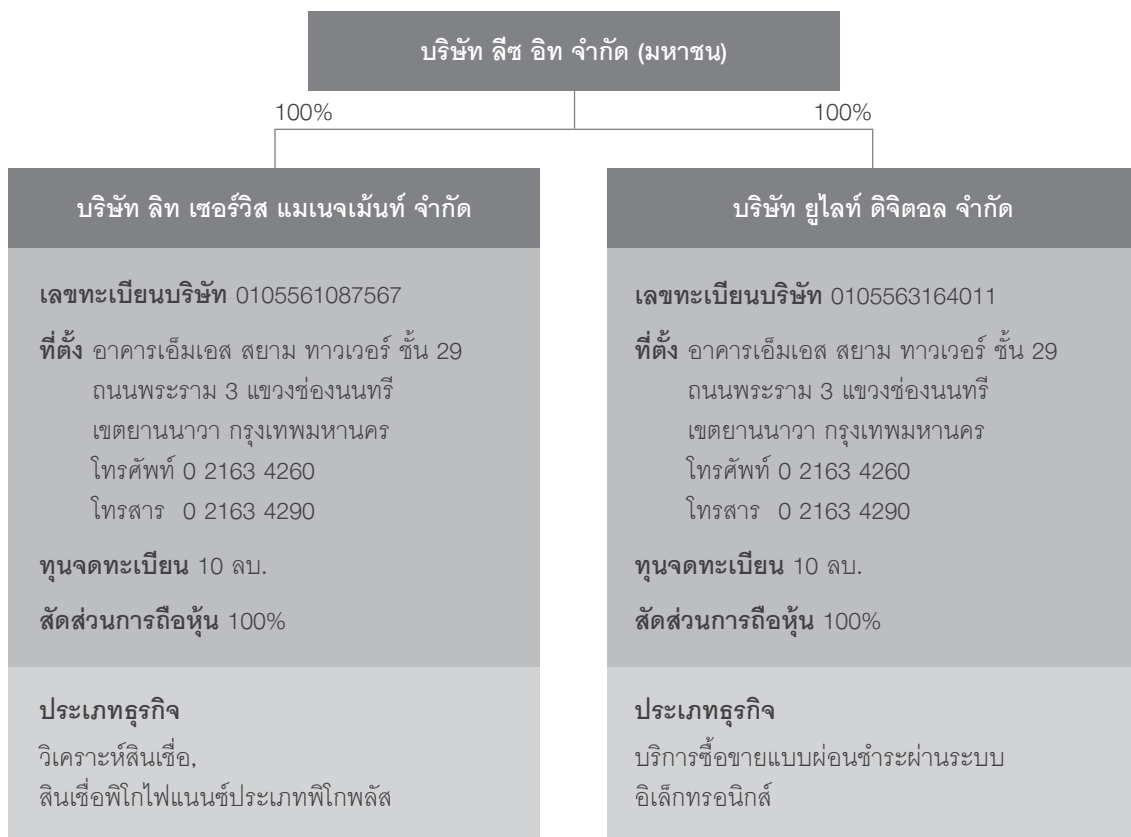 บริษัท ลีซ อิท จำกัด (มหาชน)
100%
100%
บริษัท ลิท เซอร์วิส แมเนจเม้นท์ จำกัด
เลขทะเบียนบริษัท 0105561087567
ที่ตั้ง อาคารเอ็มเอส สยาม ทาวเวอร์ ชั้น 29
ถนนพระราม 3 แขวงช่องนนทรี
เขตยานนาวา กรุงเทพมหานคร
โทรศัพท์ 0 2163 4260
โทรสาร 0 2163 4290
ทุนจดทะเบียน 10 ลบ.
สัดส่วนการถือหุ้น 100%
ประเภทธุรกิจ
วิเคราะห์สินเชื่อ,
สินเชื่อพิโกไฟแนนซ์ประเภทพิโกพลัส
บริษัท ยูไลท์ ดิจิตอล จำกัด
เลขทะเบียนบริษัท 0105563164011
ที่ตั้ง อาคารเอ็มเอส สยาม ทาวเวอร์ ชั้น 29
ถนนพระราม 3 แขวงช่องนนทรี
เขตยานนาวา กรุงเทพมหานคร
โทรศัพท์ 0 2163 4260
โทรสาร 0 2163 4290
ทุนจดทะเบียน 10 ลบ.
สัดส่วนการถือหุ้น 100%
ประเภทธุรกิจ
บริการซื้อขายแบบผ่อนชำระผ่านระบบ
อิเล็กทรอนิกส์